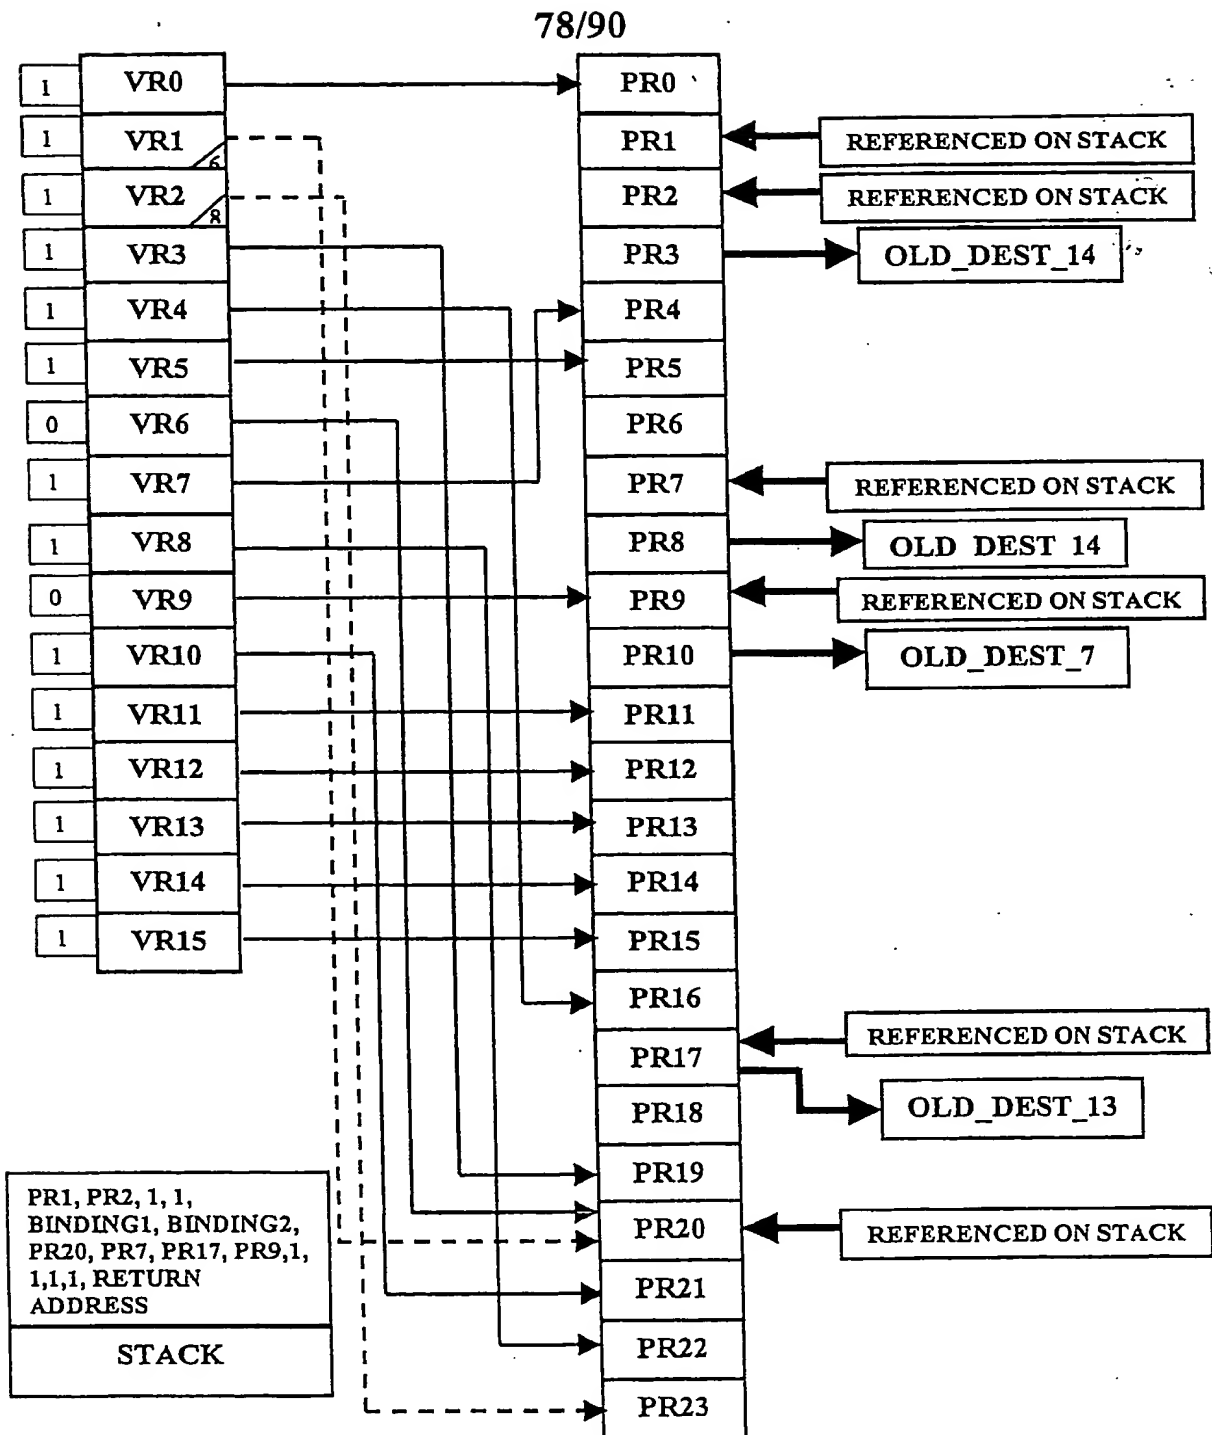 78/90
1 VR0 PR0
1 VR1 6 PR1 REFERENCED ON STACK
1 VR2 8 PR2 REFERENCED ON STACK
1 VR3 PR3 OLD_DEST_14
1 VR4 PR4
1 VR5 PR5
0 VR6 PR6
1 VR7 PR7 REFERENCED ON STACK
1 VR8 PR8 OLD DEST 14
0 VR9 PR9 REFERENCED ON STACK
1 VR10 PR10 OLD_DEST_7
1 VR11 PR11
1 VR12 PR12
1 VR13 PR13
1 VR14 PR14
1 VR15 PR15
PR16
PR17 REFERENCED ON STACK
OLD_DEST_13
PR18
PR19
PR20 REFERENCED ON STACK
PR21
PR22
PR23
PR1, PR2, 1, 1,
BINDING1, BINDING2,
PR20, PR7, PR17, PR9,1,
1,1,1, RETURN
ADDRESS
STACK